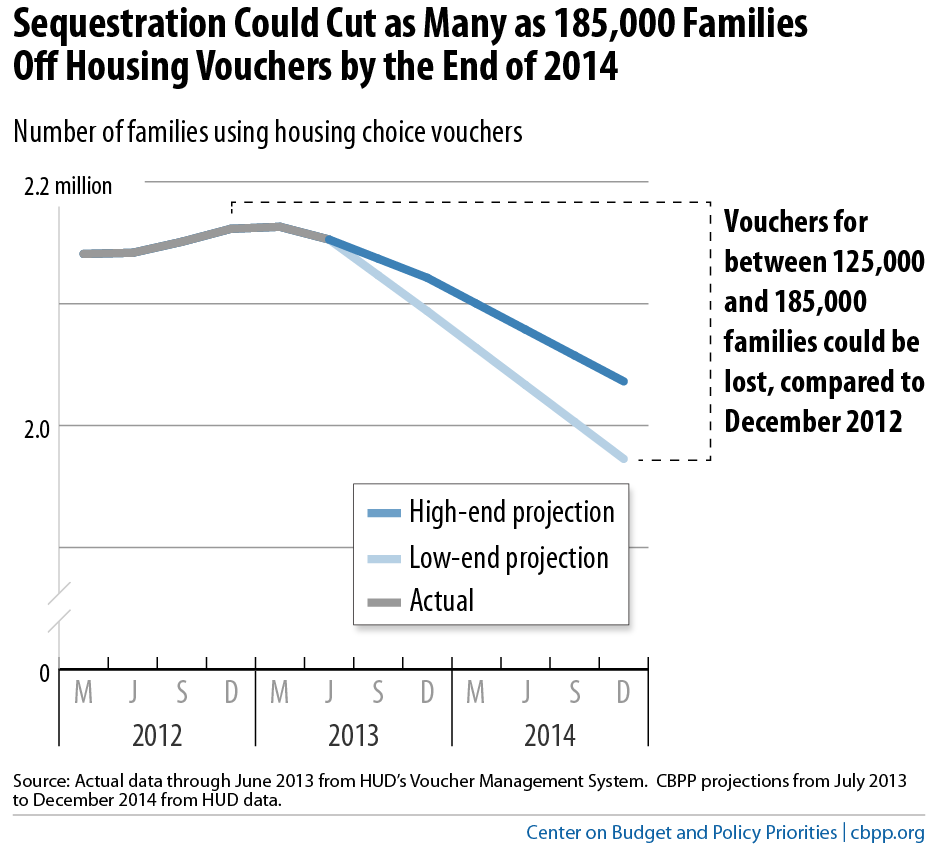 Sequestration Could Cut as Many as 185,000 Families
Off Housing Vouchers by the End of 2014
Number of families using housing choice vouchers
2.2 million
Vouchers for
between 125,000
and 185,000
families could be
lost, compared to
December 2012
2.0
High-end projection
Low-end projection
Actual
0
M J S D M J S D M J S D
2012 2013 2014
Source: Actual data through June 2013 from HUD's Voucher Management System. CBPP projections from July 2013
to December 2014 from HUD data.
Center on Budget and Policy Priorities | cbpp.org